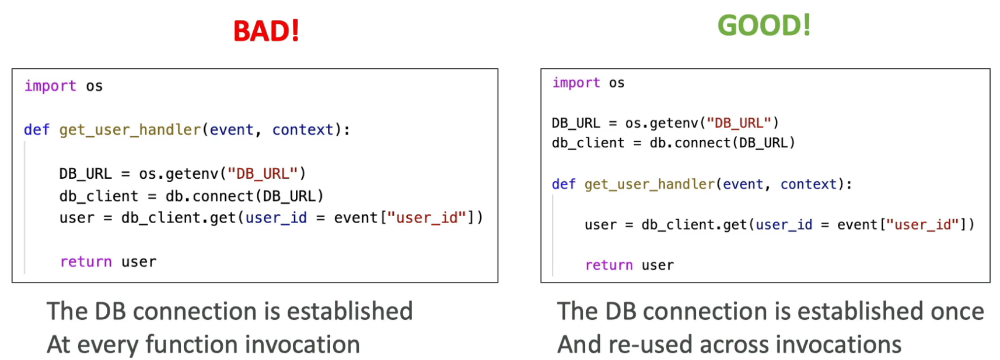 BAD!
import os
def get_user_handler(event, context):
DB_URL = os.getenv("DB_URL")
db_client = db.connect(DB_URL)
user = db_client.get(user_id = event["user_id"])
return user
The DB connection is established
At every function invocation
GOOD!
import os
DB_URL = os.getenv("DB_URL")
db_client = db.connect(DB_URL)
def get_user_handler(event, context):
user = db_client.get(user_id = event["user_id"])
return user
The DB connection is established once
And re-used across invocations